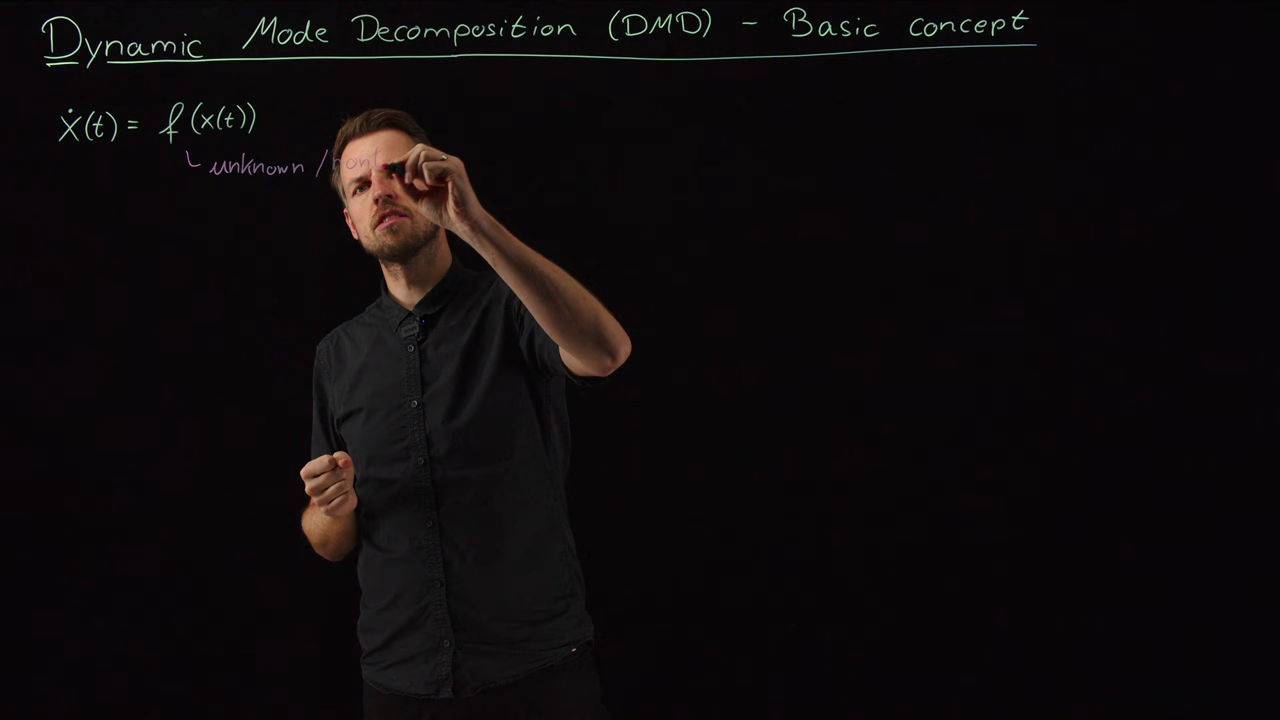 Dynamic Mode Decomposition (DMD) - Basic concept
ẋ(t) = f(x(t))
unknown /